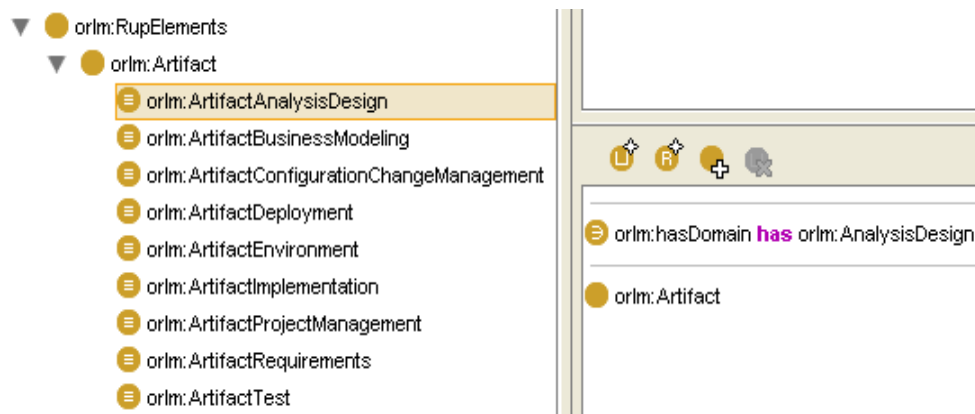 orlm:RupElements
orlm:Artifact
orlm:ArtifactAnalysisDesign
orlm:ArtifactBusinessModeling
orlm:ArtifactConfigurationChangeManagement
orlm:ArtifactDeployment
orlm:ArtifactEnvironment
orlm:ArtifactImplementation
orlm:ArtifactProjectManagement
orlm:ArtifactRequirements
orlm:ArtifactTest
L R
orlm:hasDomain has orlm:AnalysisDesign
orlm:Artifact